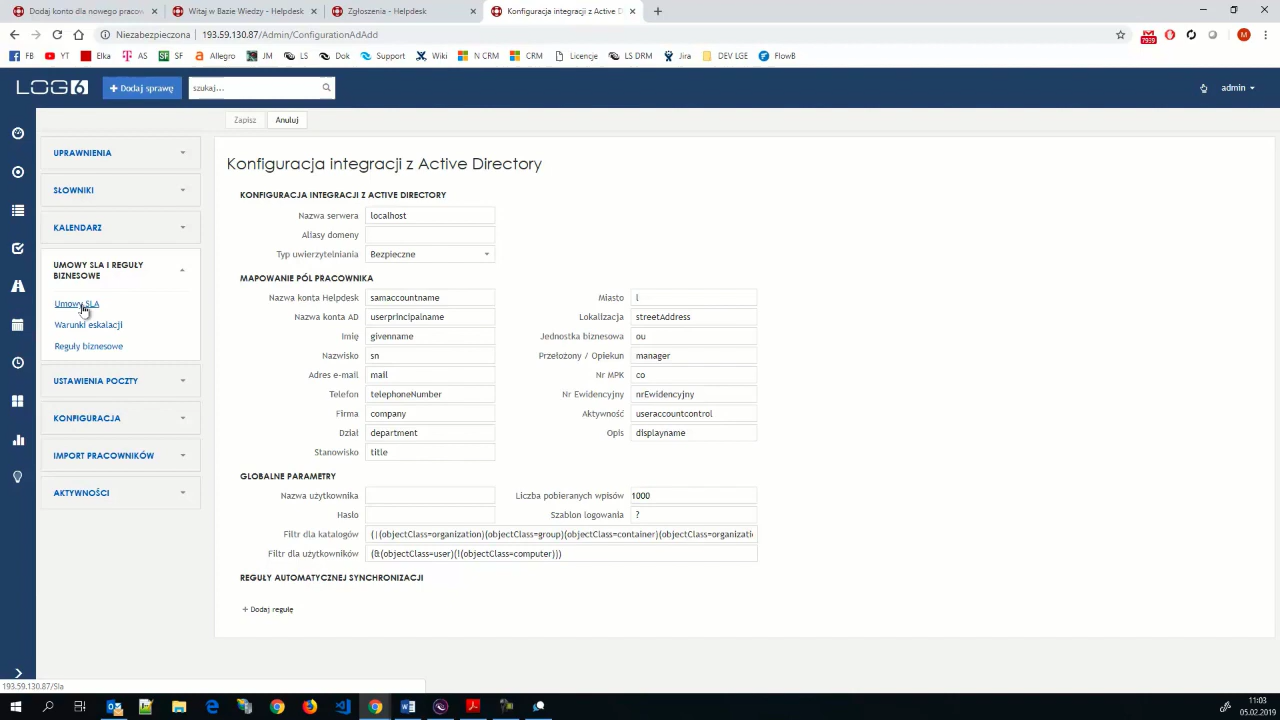 Dodaj konto dla nowego pracow
Witaj w Bazie Wiedzy - Helpdesk
Zgłoszenia - Helpdesk
Konfiguracja integracji z Active D
Niezabezpieczona
193.59.130.87/Admin/ConfigurationAdAdd
7939
M
FB
YT
Elka
AS
SF SF
Allegro
JM
LS
Dok
Support
Wiki
N CRM
CRM
Licencje
LS DRM
Jira
DEV LGE
FlowB
LOG6
+ Dodaj sprawę
szukaj...
admin
Zapisz
Anuluj
UPRAWNIENIA
SŁOWNIKI
KALENDARZ
UMOWY SLA I REGUŁY
BIZNESOWE
Umowy SLA
Warunki eskalacji
Reguły biznesowe
USTAWIENIA POCZTY
KONFIGURACJA
IMPORT PRACOWNIKÓW
AKTYWNOŚCI
Konfiguracja integracji z Active Directory
KONFIGURACJA INTEGRACJI Z ACTIVE DIRECTORY
Nazwa serwera localhost
Aliasy domeny
Typ uwierzytelniania Bezpieczne
MAPOWANIE PÓL PRACOWNIKA
Nazwa konta Helpdesk samaccountname Miasto l
Nazwa konta AD userprincipalname Lokalizacja streetAddress
Imię givenname Jednostka biznesowa ou
Nazwisko sn Przełożony / Opiekun manager
Adres e-mail mail Nr MPK co
Telefon telephoneNumber Nr Ewidencyjny nrEwidencyjny
Firma company Aktywność useraccountcontrol
Dział department Opis displayname
Stanowisko title
GLOBALNE PARAMETRY
Nazwa użytkownika Liczba pobieranych wpisów 1000
Hasło Szablon logowania ?
Filtr dla katalogów (|(objectClass=organization)(objectClass=group)(objectClass=container)(objectClass=organizati
Filtr dla użytkowników (&(objectClass=user)(!(objectClass=computer)))
REGUŁY AUTOMATYCZNEJ SYNCHRONIZACJI
+ Dodaj regułę
193.59.130.87/Sla
11:03
05.02.2019